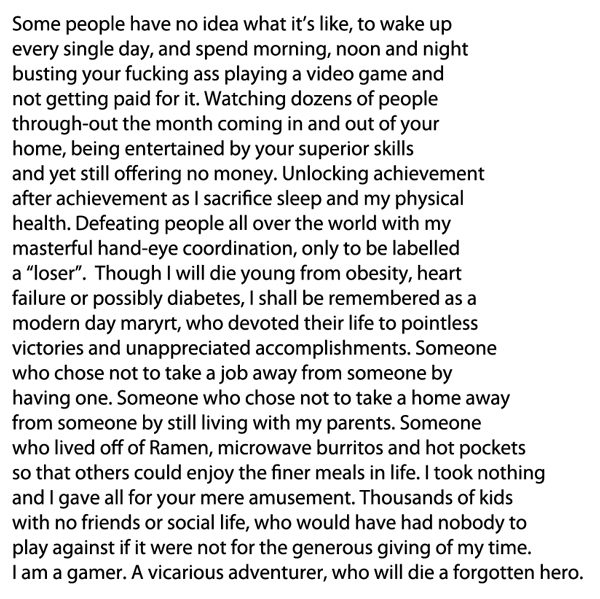 Some people have no idea what it's like, to wake up
every single day, and spend morning, noon and night
busting your fucking ass playing a video game and
not getting paid for it. Watching dozens of people
through-out the month coming in and out of your
home, being entertained by your superior skills
and yet still offering no money. Unlocking achievement
after achievement as I sacrifice sleep and my physical
health. Defeating people all over the world with my
masterful hand-eye coordination, only to be labelled
a “loser”.  Though I will die young from obesity, heart
failure or possibly diabetes, I shall be remembered as a
modern day maryrt, who devoted their life to pointless
victories and unappreciated accomplishments. Someone
who chose not to take a job away from someone by
having one. Someone who chose not to take a home away
from someone by still living with my parents. Someone
who lived off of Ramen, microwave burritos and hot pockets
so that others could enjoy the finer meals in life. I took nothing
and I gave all for your mere amusement. Thousands of kids
with no friends or social life, who would have had nobody to
play against if it were not for the generous giving of my time.
I am a gamer. A vicarious adventurer, who will die a forgotten hero.